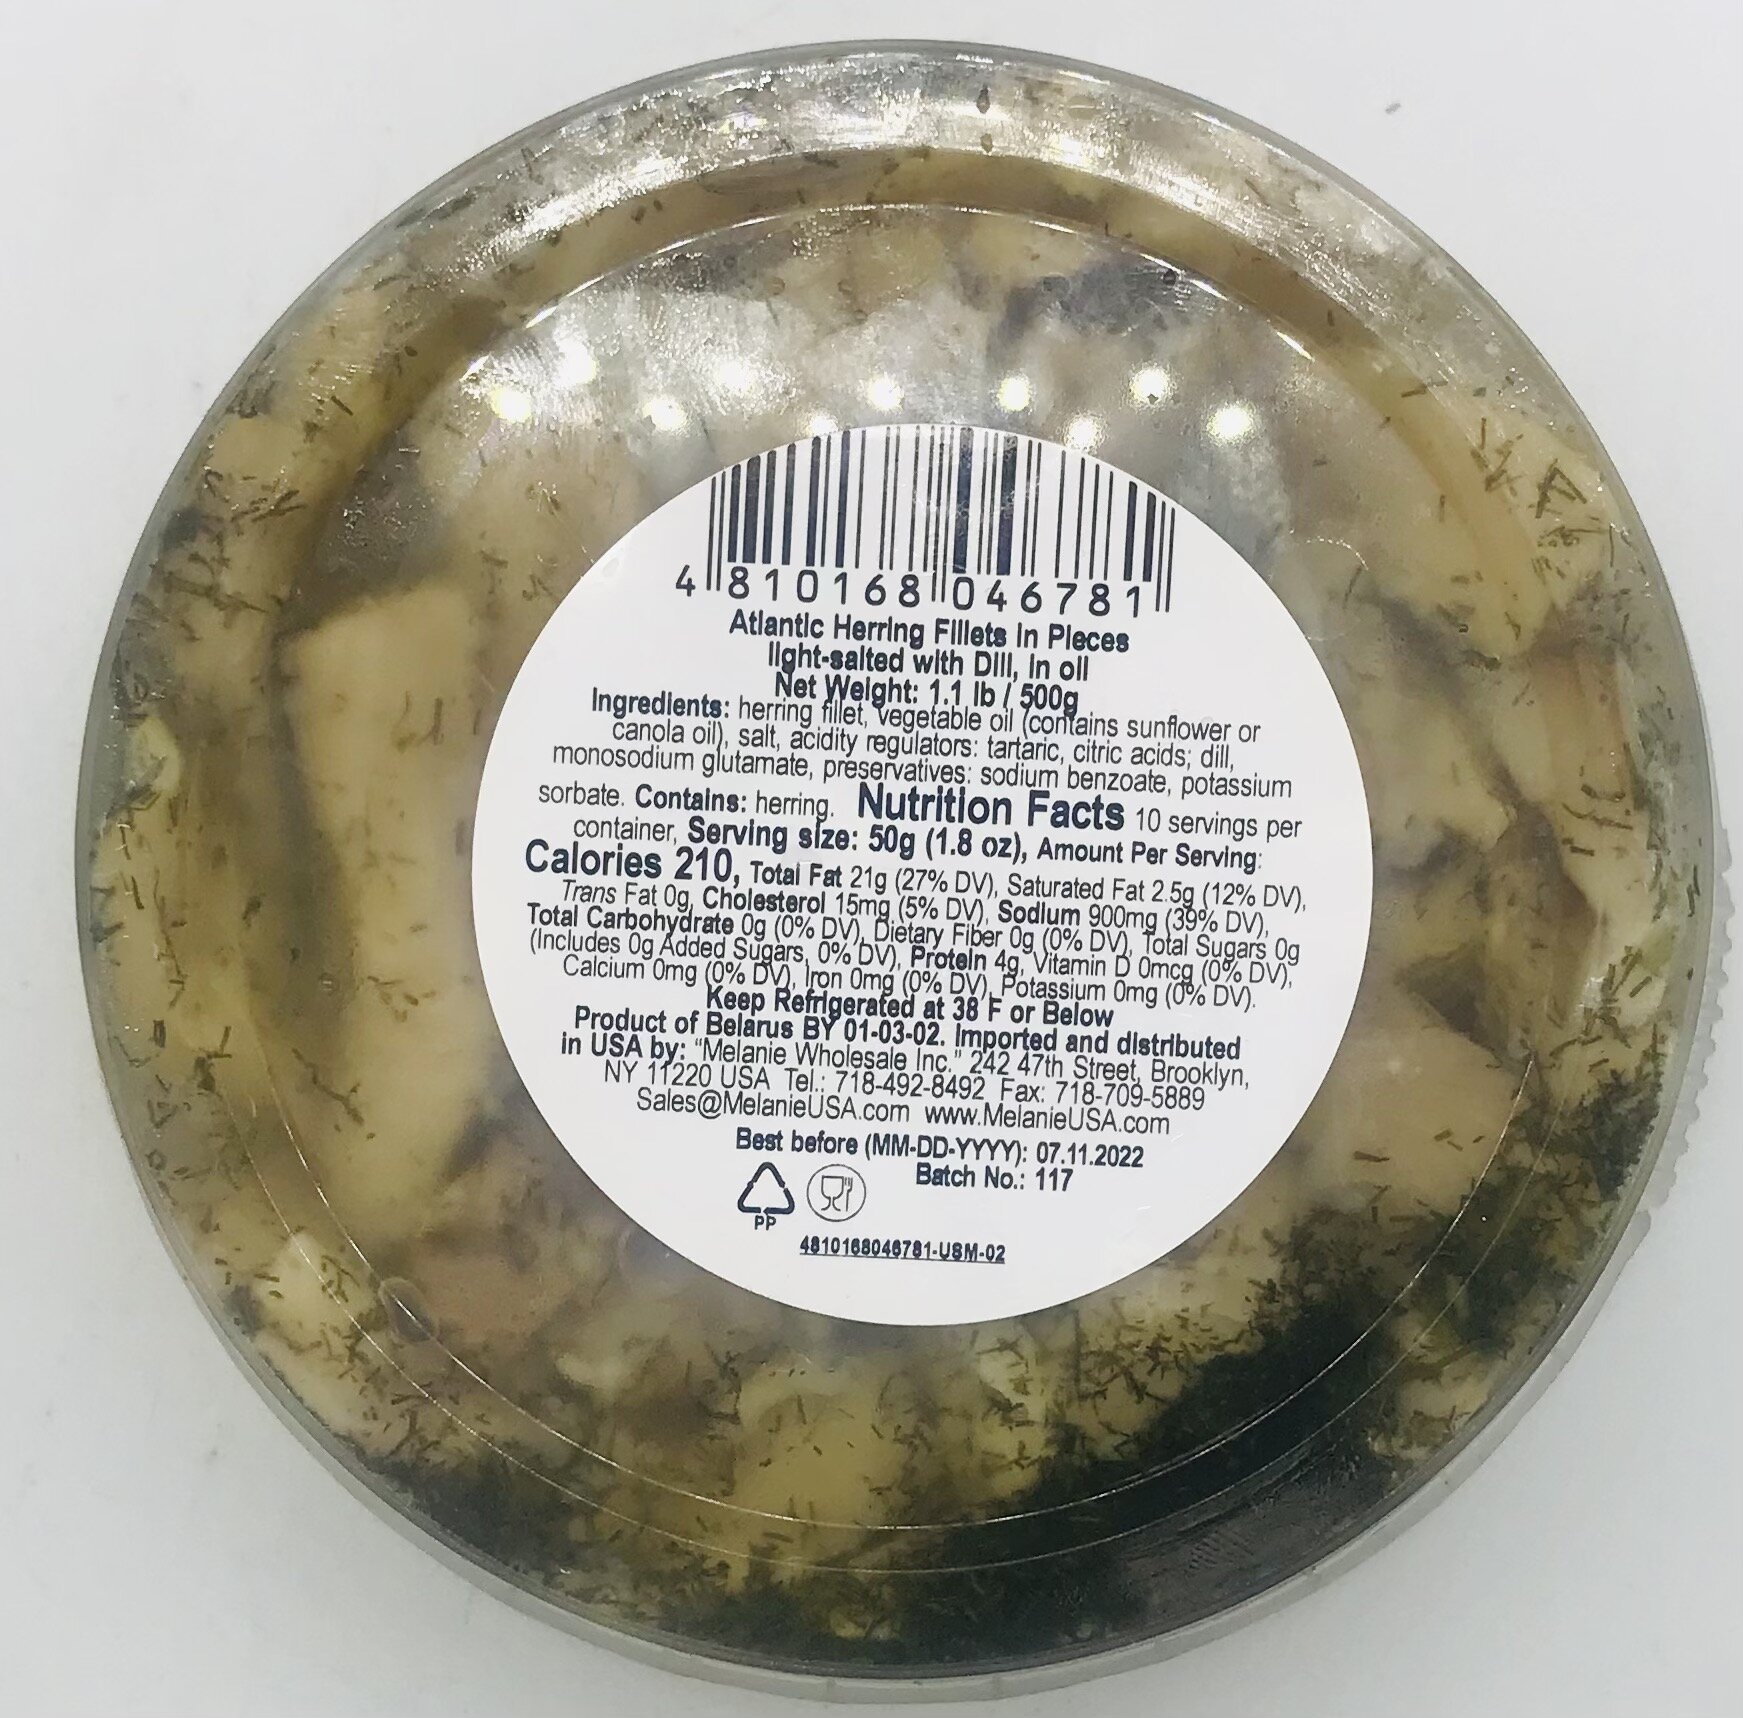 4 810168 046781
Atlantic Herring Fillets in Pieces
light-salted with Dill, in oil
Net Weight: 1.1 lb / 500g
Ingredients: herring fillet, vegetable oil (contains sunflower or
canola oil), salt, acidity regulators: tartaric, citric acids; dill,
monosodium glutamate, preservatives: sodium benzoate, potassium
sorbate. Contains: herring. Nutrition Facts 10 servings per
container, Serving size: 50g (1.8 oz), Amount Per Serving:
Calories 210, Total Fat 21g (27% DV), Saturated Fat 2.5g (12% DV),
Trans Fat 0g, Cholesterol 15mg (5% DV), Sodium 900mg (39% DV),
Total Carbohydrate 0g (0% DV), Dietary Fiber 0g (0% DV), Total Sugars 0g
(Includes 0g Added Sugars, 0% DV), Protein 4g, Vitamin D 0mcg (0% DV),
Calcium 0mg (0% DV), Iron 0mg (0% DV), Potassium 0mg (0% DV).
Keep Refrigerated at 38 F or Below
Product of Belarus BY 01-03-02. Imported and distributed
in USA by: "Melanie Wholesale Inc." 242 47th Street, Brooklyn,
NY 11220 USA Tel.: 718-492-8492 Fax: 718-709-5889
Sales@MelanieUSA.com www.MelanieUSA.com
Best before (MM-DD-YYYY): 07.11.2022
Batch No.: 117
PP
4810168046781-USM-02